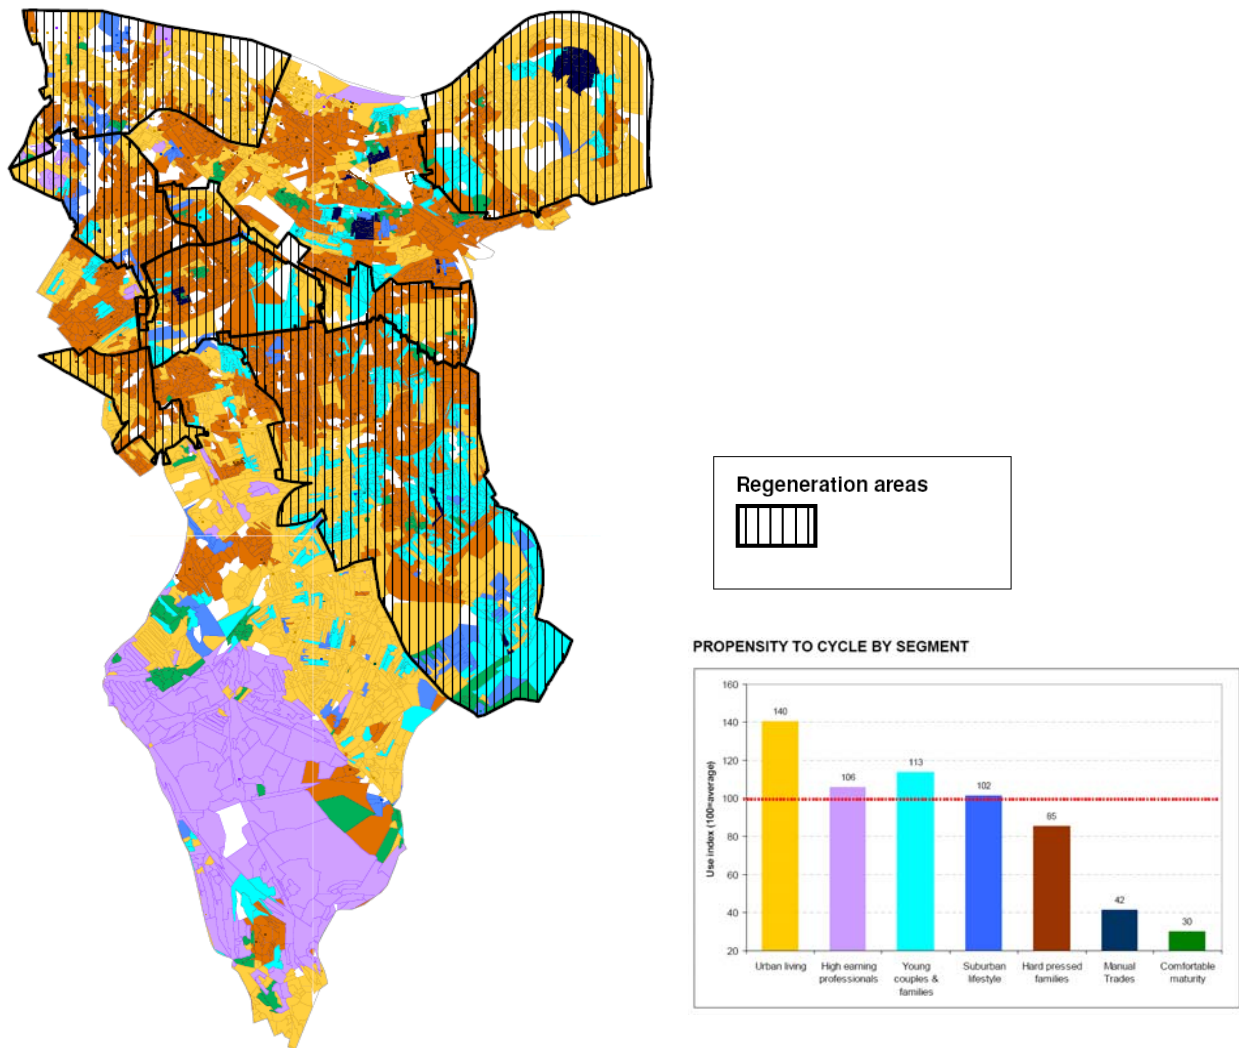 Regeneration areas
PROPENSITY TO CYCLE BY SEGMENT
Use index (100=average)
160
140
120
100
80
60
40
20
140
106
113
102
85
42
30
Urban living
High earning
professionals
Young
couples &
families
Suburban
lifestyle
Hard pressed
families
Manual
Trades
Comfortable
maturity